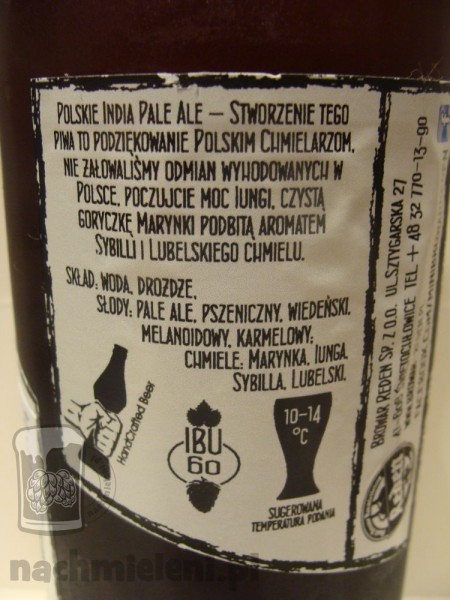 POLSKIE INDIA PALE ALE – STWORZENIE TEGO
PIWA TO PODZIĘKOWANIE POLSKIM CHMIELARZOM,
NIE ŻAŁOWALIŚMY ODMIAN WYHODOWANYCH W
POLSCE, POCZUJCIE MOC IUNGI, CZYSTĄ
GORYCZKĘ MARYNKI PODBITĄ AROMATEM
SYBILLI I LUBELSKIEGO CHMIELU.
SKŁAD: WODA, DROŻDŻE,
SŁODY: PALE ALE, PSZENICZNY, WIEDEŃSKI,
MELANOIDOWY, KARMELOWY;
CHMIELE: MARYNKA, IUNGA,
SYBILLA, LUBELSKI.
HandCrafted Beer
IBU
60
10-14
°C
SUGEROWANA
TEMPERATURA PODANIA
BROWAR REDEN SP. Z O.O. UL.SZTYGARSKA 27
ŚWIĘTOCHŁOWICE TEL + 48 32 770-13-90
nachmieleni.pl